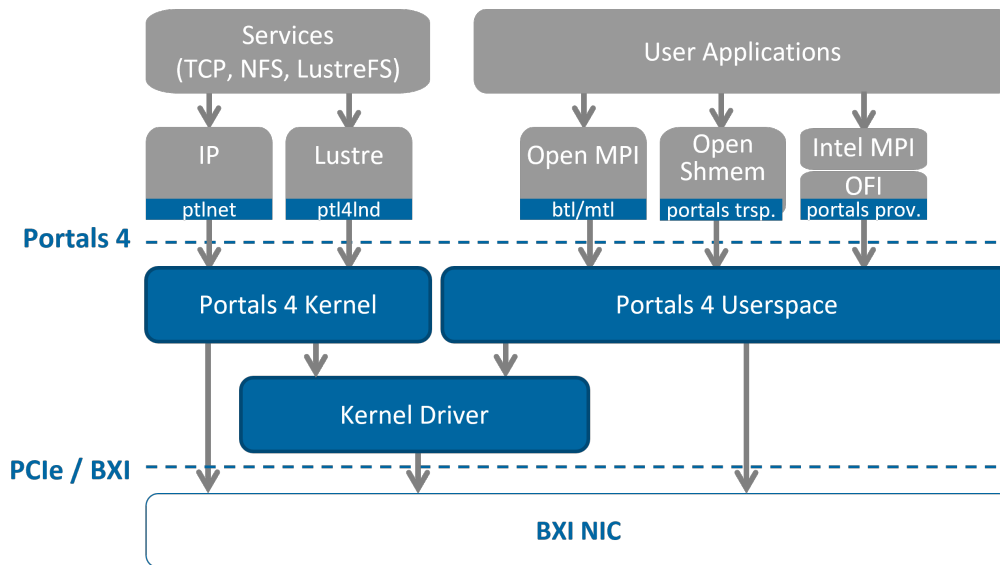 Services
(TCP, NFS, LustreFS)
User Applications
IP
Lustre
Open MPI
Open
Shmem
Intel MPI
OFI
ptlnet
ptl4lnd
btl/mtl
portals trsp.
portals prov.
Portals 4
Portals 4 Kernel
Portals 4 Userspace
Kernel Driver
PCIe / BXI
BXI NIC